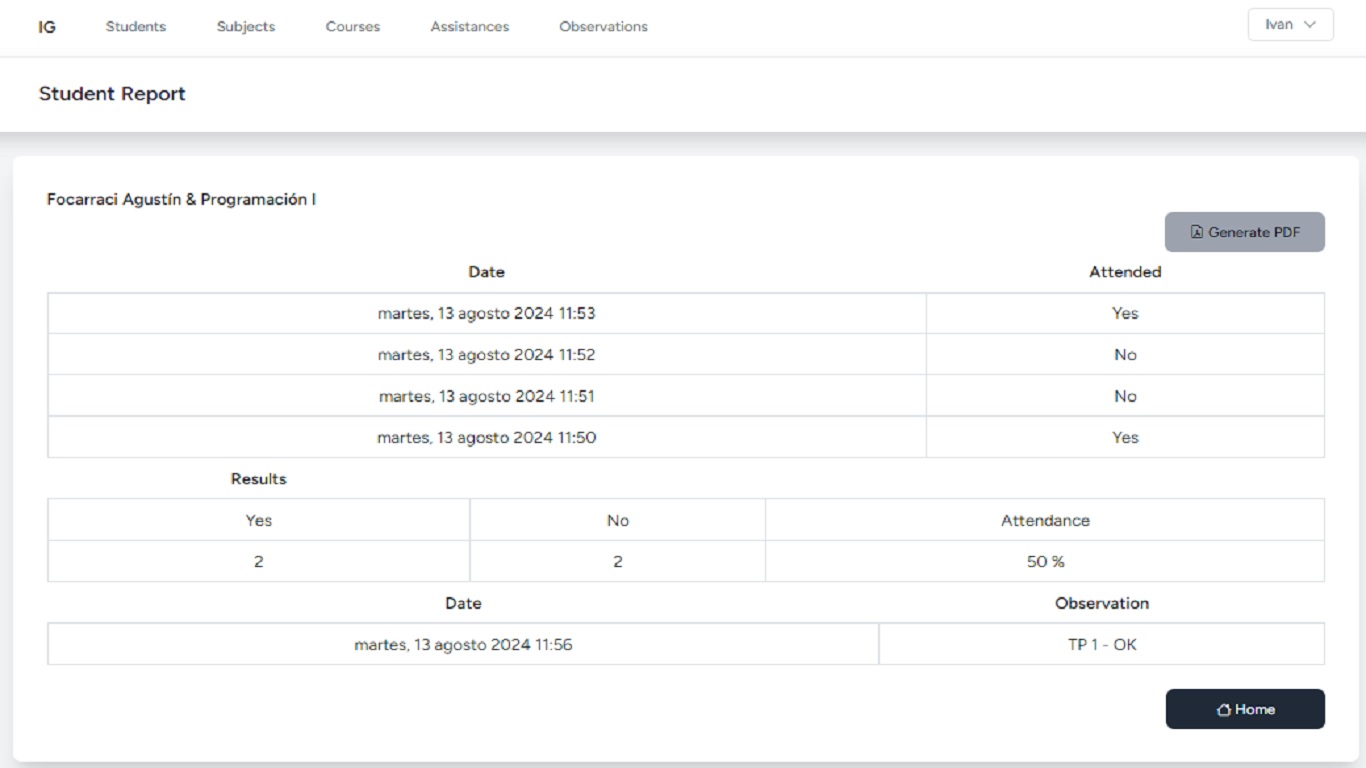 IG Students Subjects Courses Assistances Observations Ivan
Student Report
Focarraci Agustín & Programación I
Generate PDF
Date Attended
martes, 13 agosto 2024 11:53 Yes
martes, 13 agosto 2024 11:52 No
martes, 13 agosto 2024 11:51 No
martes, 13 agosto 2024 11:50 Yes
Results
Yes No Attendance
2 2 50 %
Date Observation
martes, 13 agosto 2024 11:56 TP 1 - OK
Home